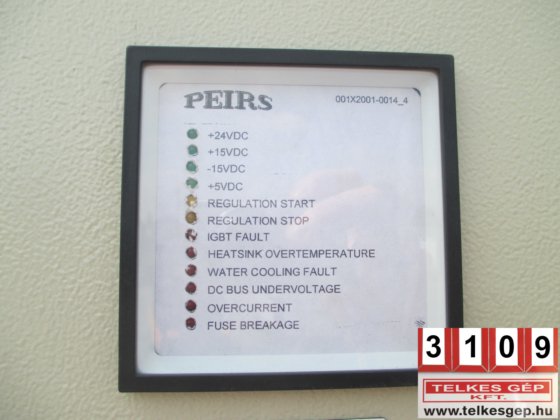 PEIRS
001X2001-0014_4
+24VDC
+15VDC
-15VDC
+5VDC
REGULATION START
REGULATION STOP
IGBT FAULT
HEATSINK OVERTEMPERATURE
WATER COOLING FAULT
DC BUS UNDERVOLTAGE
OVERCURRENT
FUSE BREAKAGE
3109
TELKES GÉP
KFT.
www.telkesgep.hu